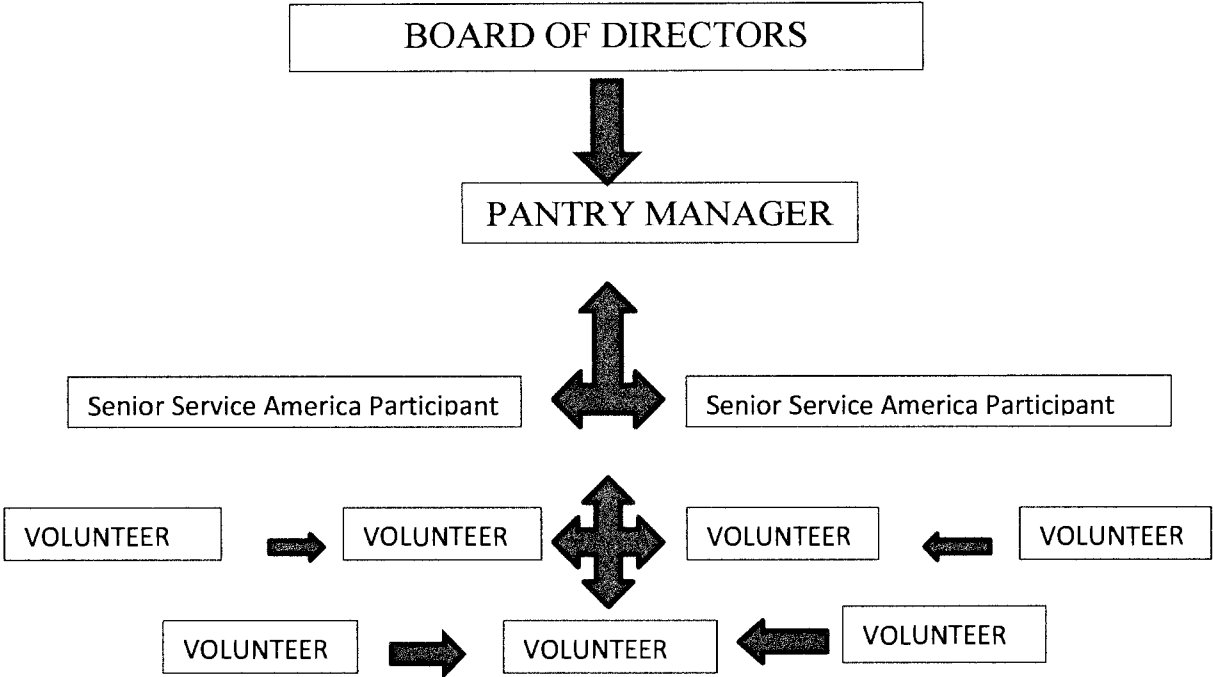 BOARD OF DIRECTORS
PANTRY MANAGER
Senior Service America Participant
Senior Service America Participant
VOLUNTEER
VOLUNTEER
VOLUNTEER
VOLUNTEER
VOLUNTEER
VOLUNTEER
VOLUNTEER